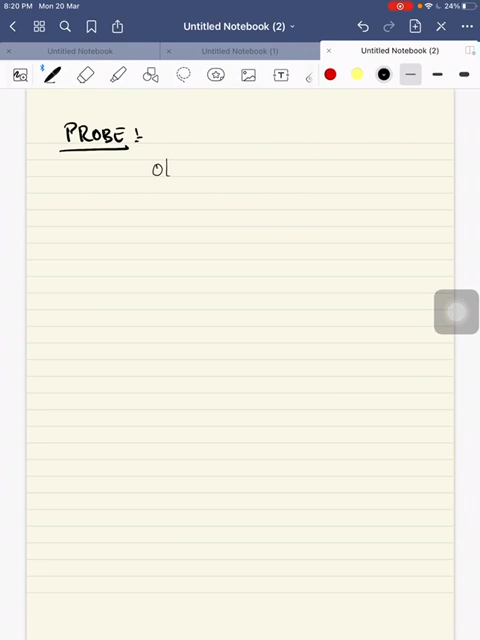 8:20 PM Mon 20 Mar 24%
Untitled Notebook (2)
Untitled Notebook Untitled Notebook (1) Untitled Notebook (2)
T
PROBE :-
ol